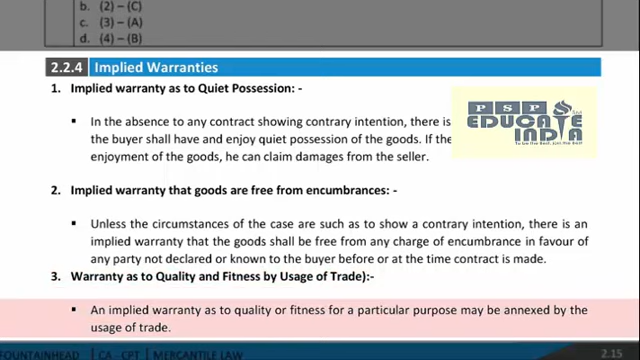 b. (2) – (C)
c. (3) – (A)
d. (4) – (B)
2.2.4 Implied Warranties
1. Implied warranty as to Quiet Possession: -
▪ In the absence to any contract showing contrary intention, there is
the buyer shall have and enjoy quiet possession of the goods. If the
enjoyment of the goods, he can claim damages from the seller.
PSP
EDUCATE
INDIA
2. Implied warranty that goods are free from encumbrances: -
▪ Unless the circumstances of the case are such as to show a contrary intention, there is an
implied warranty that the goods shall be free from any charge of encumbrance in favour of
any party not declared or known to the buyer before or at the time contract is made.
3. Warranty as to Quality and Fitness by Usage of Trade):-
▪ An implied warranty as to quality or fitness for a particular purpose may be annexed by the
usage of trade.
FOUNTAINHEAD | CA - CPT | MERCANTILE LAW 2.15